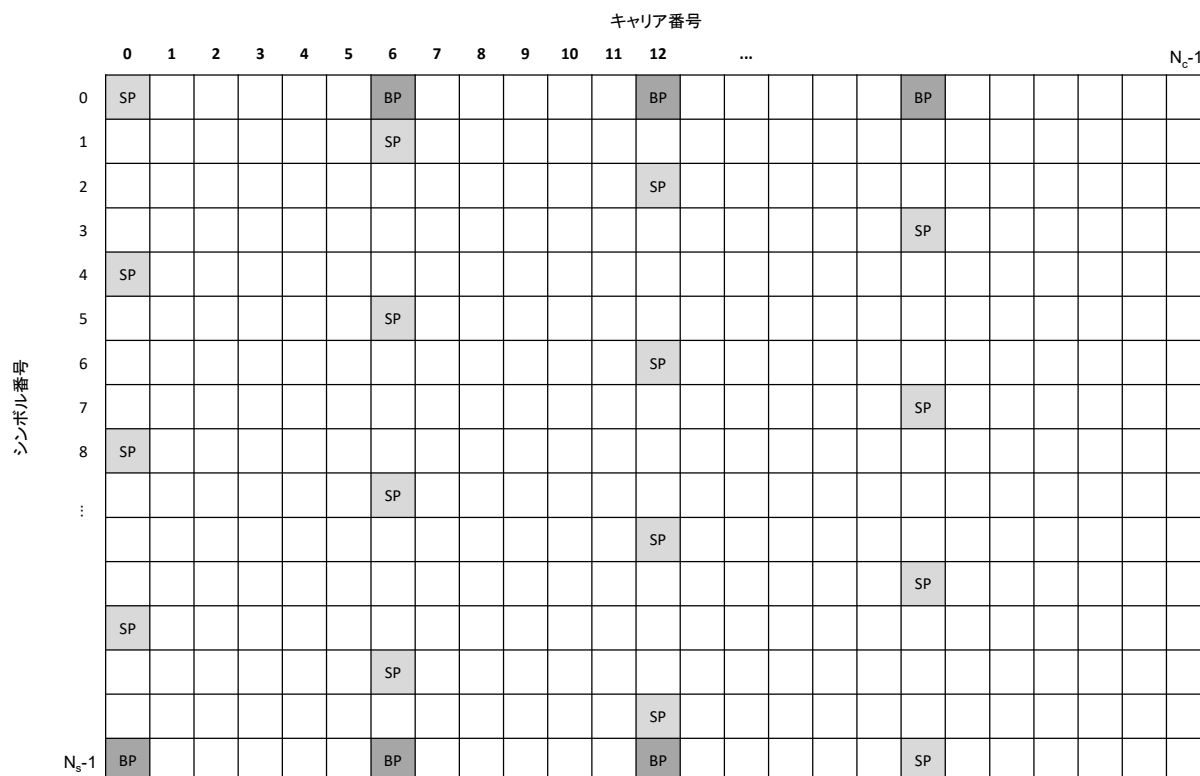 キャリア番号
0 1 2 3 4 5 6 7 8 9 10 11 12 ... Nc-1
0 SP BP BP BP
1 SP
2 SP
3 SP
4 SP
5 SP
6 SP
7 SP
8 SP
... SP
SP
SP
SP
SP
SP
Ns-1 BP BP BP SP
シンボル番号